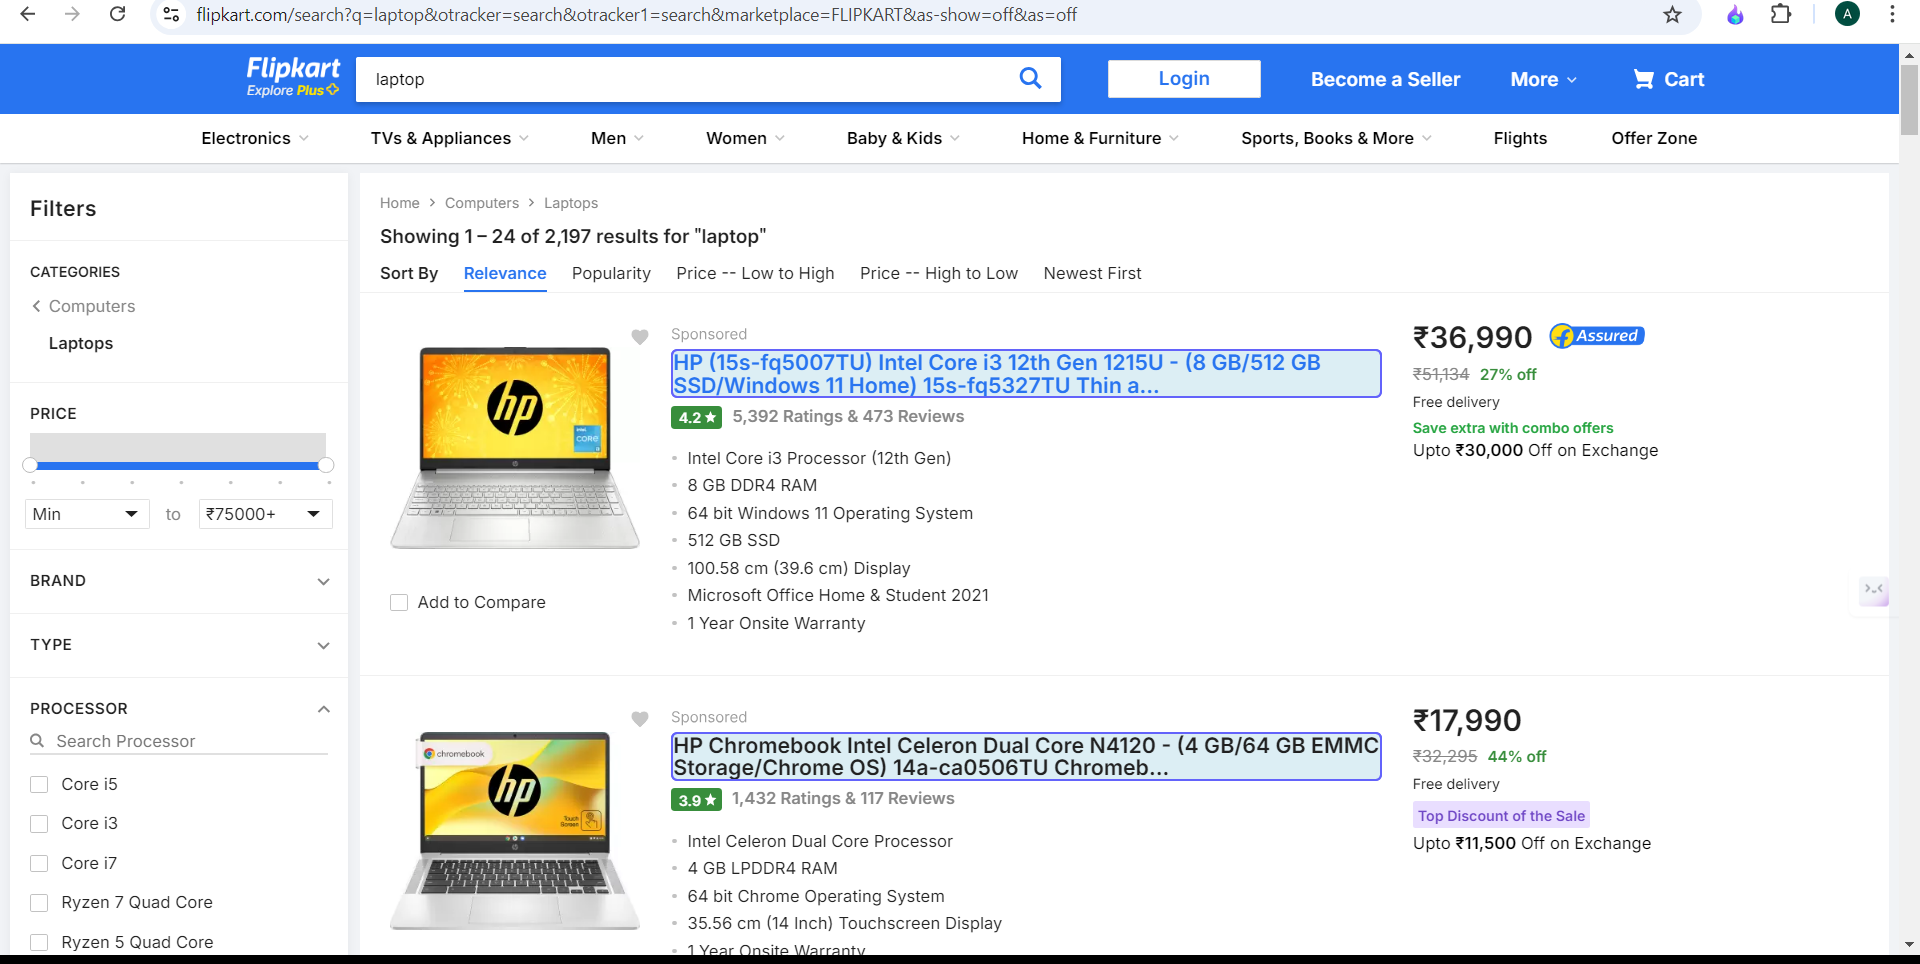 flipkart.com/search?q=laptop&otracker=search&otracker1=search&marketplace=FLIPKART&as-show=off&as=off
A
Flipkart
Explore Plus
laptop
Login
Become a Seller
More
Cart
Electronics
TVs & Appliances
Men
Women
Baby & Kids
Home & Furniture
Sports, Books & More
Flights
Offer Zone
Filters
CATEGORIES
Computers
Laptops
PRICE
Min
to
₹75000+
BRAND
TYPE
PROCESSOR
Search Processor
Core i5
Core i3
Core i7
Ryzen 7 Quad Core
Ryzen 5 Quad Core
Home > Computers > Laptops
Showing 1 – 24 of 2,197 results for "laptop"
Sort By
Relevance
Popularity
Price -- Low to High
Price -- High to Low
Newest First
hp
intel
CORE
i3
hp
Add to Compare
Sponsored
HP (15s-fq5007TU) Intel Core i3 12th Gen 1215U - (8 GB/512 GB
SSD/Windows 11 Home) 15s-fq5327TU Thin a...
4.2 ★ 5,392 Ratings & 473 Reviews
Intel Core i3 Processor (12th Gen)
8 GB DDR4 RAM
64 bit Windows 11 Operating System
512 GB SSD
100.58 cm (39.6 cm) Display
Microsoft Office Home & Student 2021
1 Year Onsite Warranty
₹36,990
Assured
₹51,134 27% off
Free delivery
Save extra with combo offers
Upto ₹30,000 Off on Exchange
chromebook
hp
Touch
Screen
hp
Sponsored
HP Chromebook Intel Celeron Dual Core N4120 - (4 GB/64 GB EMMC
Storage/Chrome OS) 14a-ca0506TU Chromeb...
3.9 ★ 1,432 Ratings & 117 Reviews
Intel Celeron Dual Core Processor
4 GB LPDDR4 RAM
64 bit Chrome Operating System
35.56 cm (14 Inch) Touchscreen Display
1 Year Onsite Warranty
₹17,990
₹32,295 44% off
Free delivery
Top Discount of the Sale
Upto ₹11,500 Off on Exchange